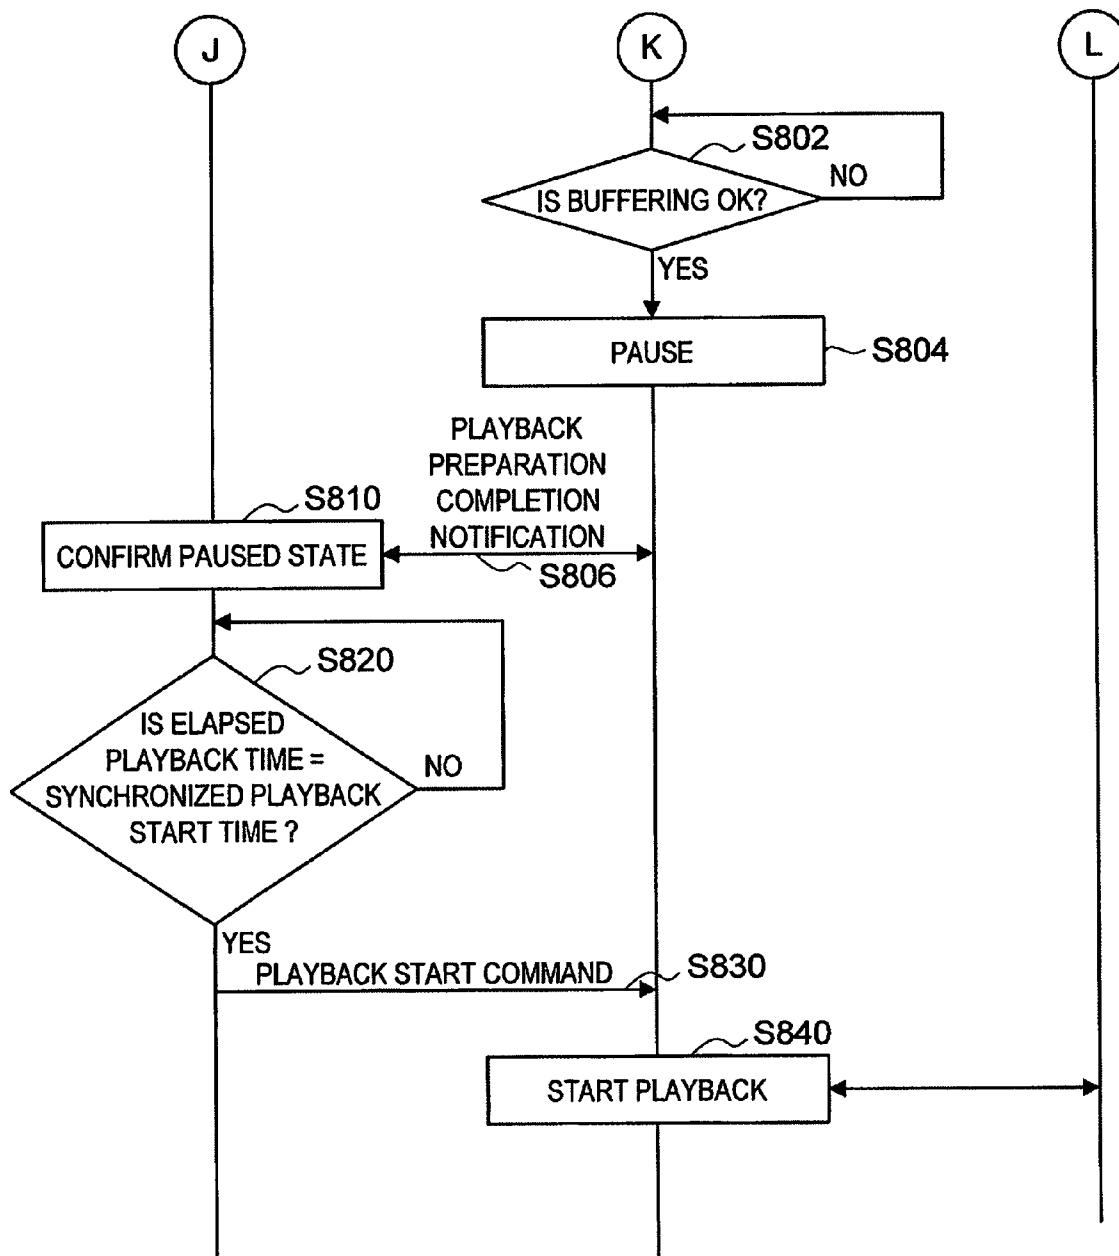 J
K
L
S802
IS BUFFERING OK?
NO
YES
PAUSE
S804
PLAYBACK
PREPARATION
COMPLETION
NOTIFICATION
S806
S810
CONFIRM PAUSED STATE
S820
IS ELAPSED
PLAYBACK TIME =
SYNCHRONIZED PLAYBACK
START TIME ?
NO
YES
PLAYBACK START COMMAND
S830
S840
START PLAYBACK